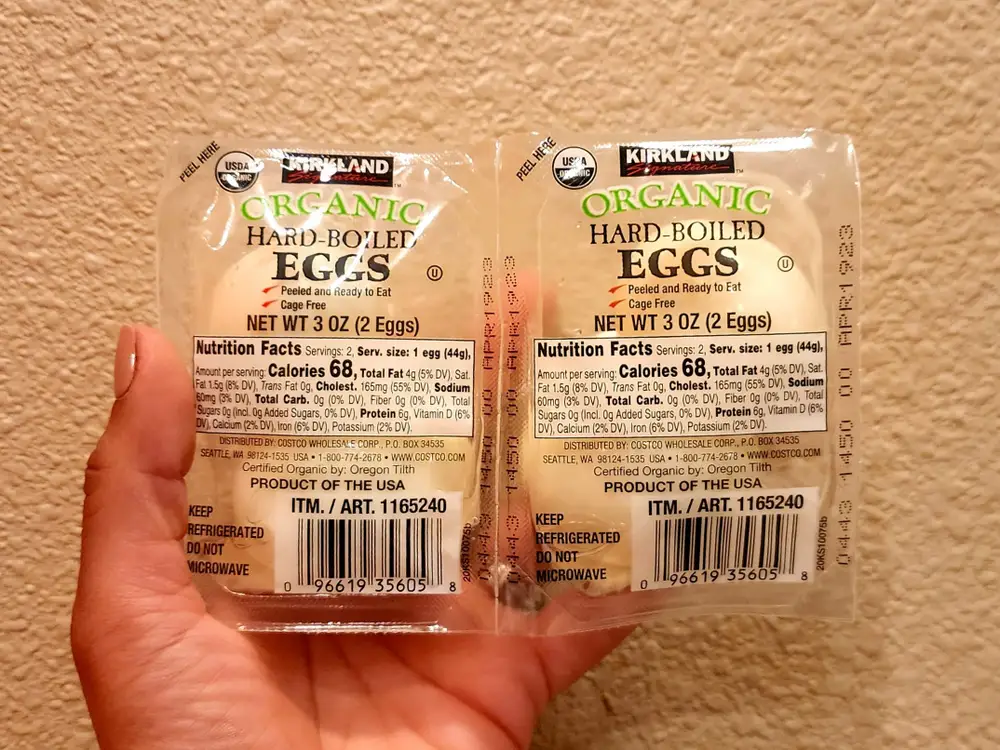 PEEL HERE
USDA
ORGANIC
KIRKLAND
Signature™
ORGANIC
HARD-BOILED
EGGS
Ⓤ
Peeled and Ready to Eat
Cage Free
NET WT 3 OZ (2 Eggs)
Nutrition Facts Servings: 2, Serv. size: 1 egg (44g),
Amount per serving: Calories 68, Total Fat 4g (5% DV), Sat.
Fat 1.5g (8% DV), Trans Fat 0g, Cholest. 165mg (55% DV), Sodium
60mg (3% DV), Total Carb. 0g (0% DV), Fiber 0g (0% DV), Total
Sugars 0g (Incl. 0g Added Sugars, 0% DV), Protein 6g, Vitamin D (6%
DV), Calcium (2% DV), Iron (6% DV), Potassium (2% DV).
DISTRIBUTED BY: COSTCO WHOLESALE CORP., P.O. BOX 34535
SEATTLE, WA 98124-1535 USA • 1-800-774-2678 • WWW.COSTCO.COM
Certified Organic by: Oregon Tilth
PRODUCT OF THE USA
ITM. / ART. 1165240
KEEP
REFRIGERATED
DO NOT
MICROWAVE
0 96619 35605 8
20KS10075b
0443 1450 00 APR1923
PEEL HERE
USDA
ORGANIC
KIRKLAND
Signature™
ORGANIC
HARD-BOILED
EGGS
Ⓤ
Peeled and Ready to Eat
Cage Free
NET WT 3 OZ (2 Eggs)
Nutrition Facts Servings: 2, Serv. size: 1 egg (44g),
Amount per serving: Calories 68, Total Fat 4g (5% DV), Sat.
Fat 1.5g (8% DV), Trans Fat 0g, Cholest. 165mg (55% DV), Sodium
60mg (3% DV), Total Carb. 0g (0% DV), Fiber 0g (0% DV), Total
Sugars 0g (Incl. 0g Added Sugars, 0% DV), Protein 6g, Vitamin D (6%
DV), Calcium (2% DV), Iron (6% DV), Potassium (2% DV).
DISTRIBUTED BY: COSTCO WHOLESALE CORP., P.O. BOX 34535
SEATTLE, WA 98124-1535 USA • 1-800-774-2678 • WWW.COSTCO.COM
Certified Organic by: Oregon Tilth
PRODUCT OF THE USA
ITM. / ART. 1165240
KEEP
REFRIGERATED
DO NOT
MICROWAVE
0 96619 35605 8
20KS10075b
0443 1450 00 APR1923
0443 1450 00 APR1923